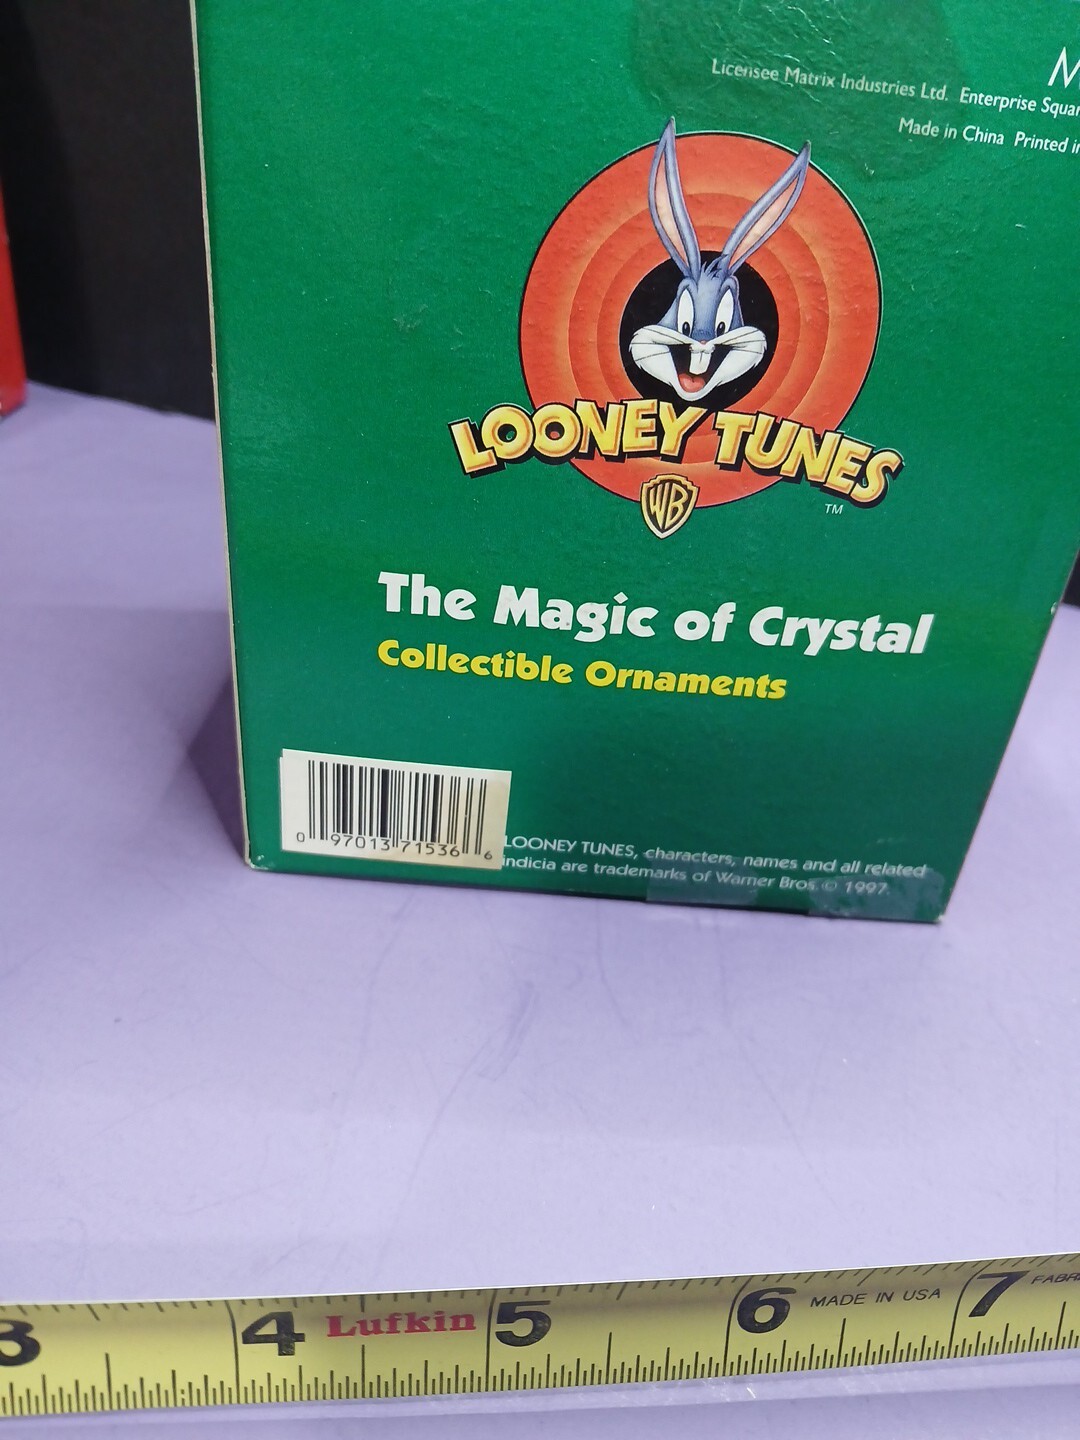 Licensee Matrix Industries Ltd. Enterprise
Made in China Printed
LOONEY TUNES
WB
TM
The Magic of Crystal
Collectible Ornaments
0 97013 71536 6
LOONEY TUNES, characters, names and all related
indicia are trademarks of Warner Bros. © 1997.
3 4 Lufkin 5 6 MADE IN USA 7